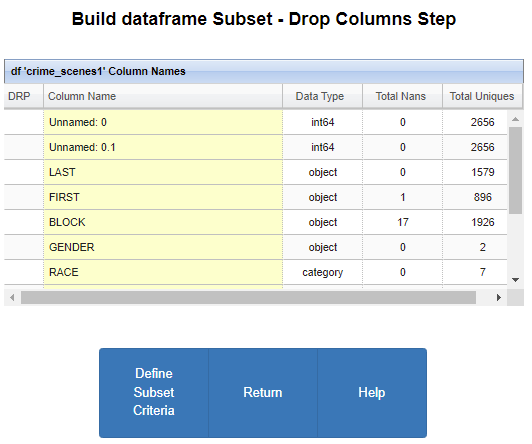 Build dataframe Subset - Drop Columns Step
df 'crime_scenes1' Column Names
DRP Column Name Data Type Total Nans Total Uniques
Unnamed: 0 int64 0 2656
Unnamed: 0.1 int64 0 2656
LAST object 0 1579
FIRST object 1 896
BLOCK object 17 1926
GENDER object 0 2
RACE category 0 7
Define
Subset
Criteria
Return
Help